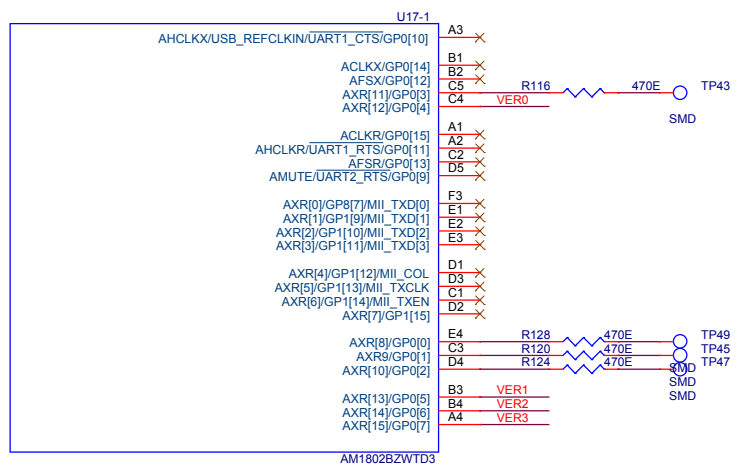 U17-1
AHCLKX/USB_REFCLKIN/UART1_CTS/GP0[10] A3
ACLKX/GP0[14] B1
AFSX/GP0[12] B2
AXR[11]/GP0[3] C5 R116 470E TP43
AXR[12]/GP0[4] C4 VER0
SMD
ACLKR/GP0[15] A1
AHCLKR/UART1_RTS/GP0[11] A2
AFSR/GP0[13] C2
AMUTE/UART2_RTS/GP0[9] D5
AXR[0]/GP8[7]/MII_TXD[0] F3
AXR[1]/GP1[9]/MII_TXD[1] E1
AXR[2]/GP1[10]/MII_TXD[2] E2
AXR[3]/GP1[11]/MII_TXD[3] E3
AXR[4]/GP1[12]/MII_COL D1
AXR[5]/GP1[13]/MII_TXCLK D3
AXR[6]/GP1[14]/MII_TXEN C1
AXR[7]/GP1[15] D2
AXR[8]/GP0[0] E4 R128 470E TP49
AXR9/GP0[1] C3 R120 470E TP45
AXR[10]/GP0[2] D4 R124 470E TP47
SMD
SMD
SMD
AXR[13]/GP0[5] B3 VER1
AXR[14]/GP0[6] B4 VER2
AXR[15]/GP0[7] A4 VER3
AM1802BZWTD3